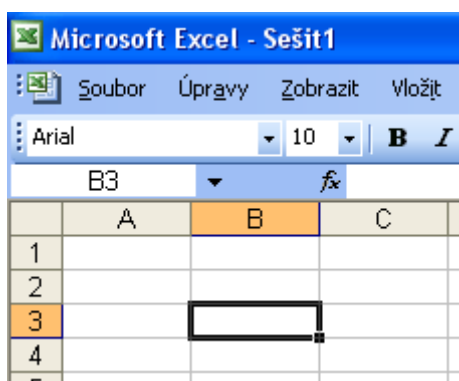 Microsoft Excel - Sešit1
Soubor Úpravy Zobrazit Vložit
Arial 10 B I
B3 fx
A B C
1
2
3
4